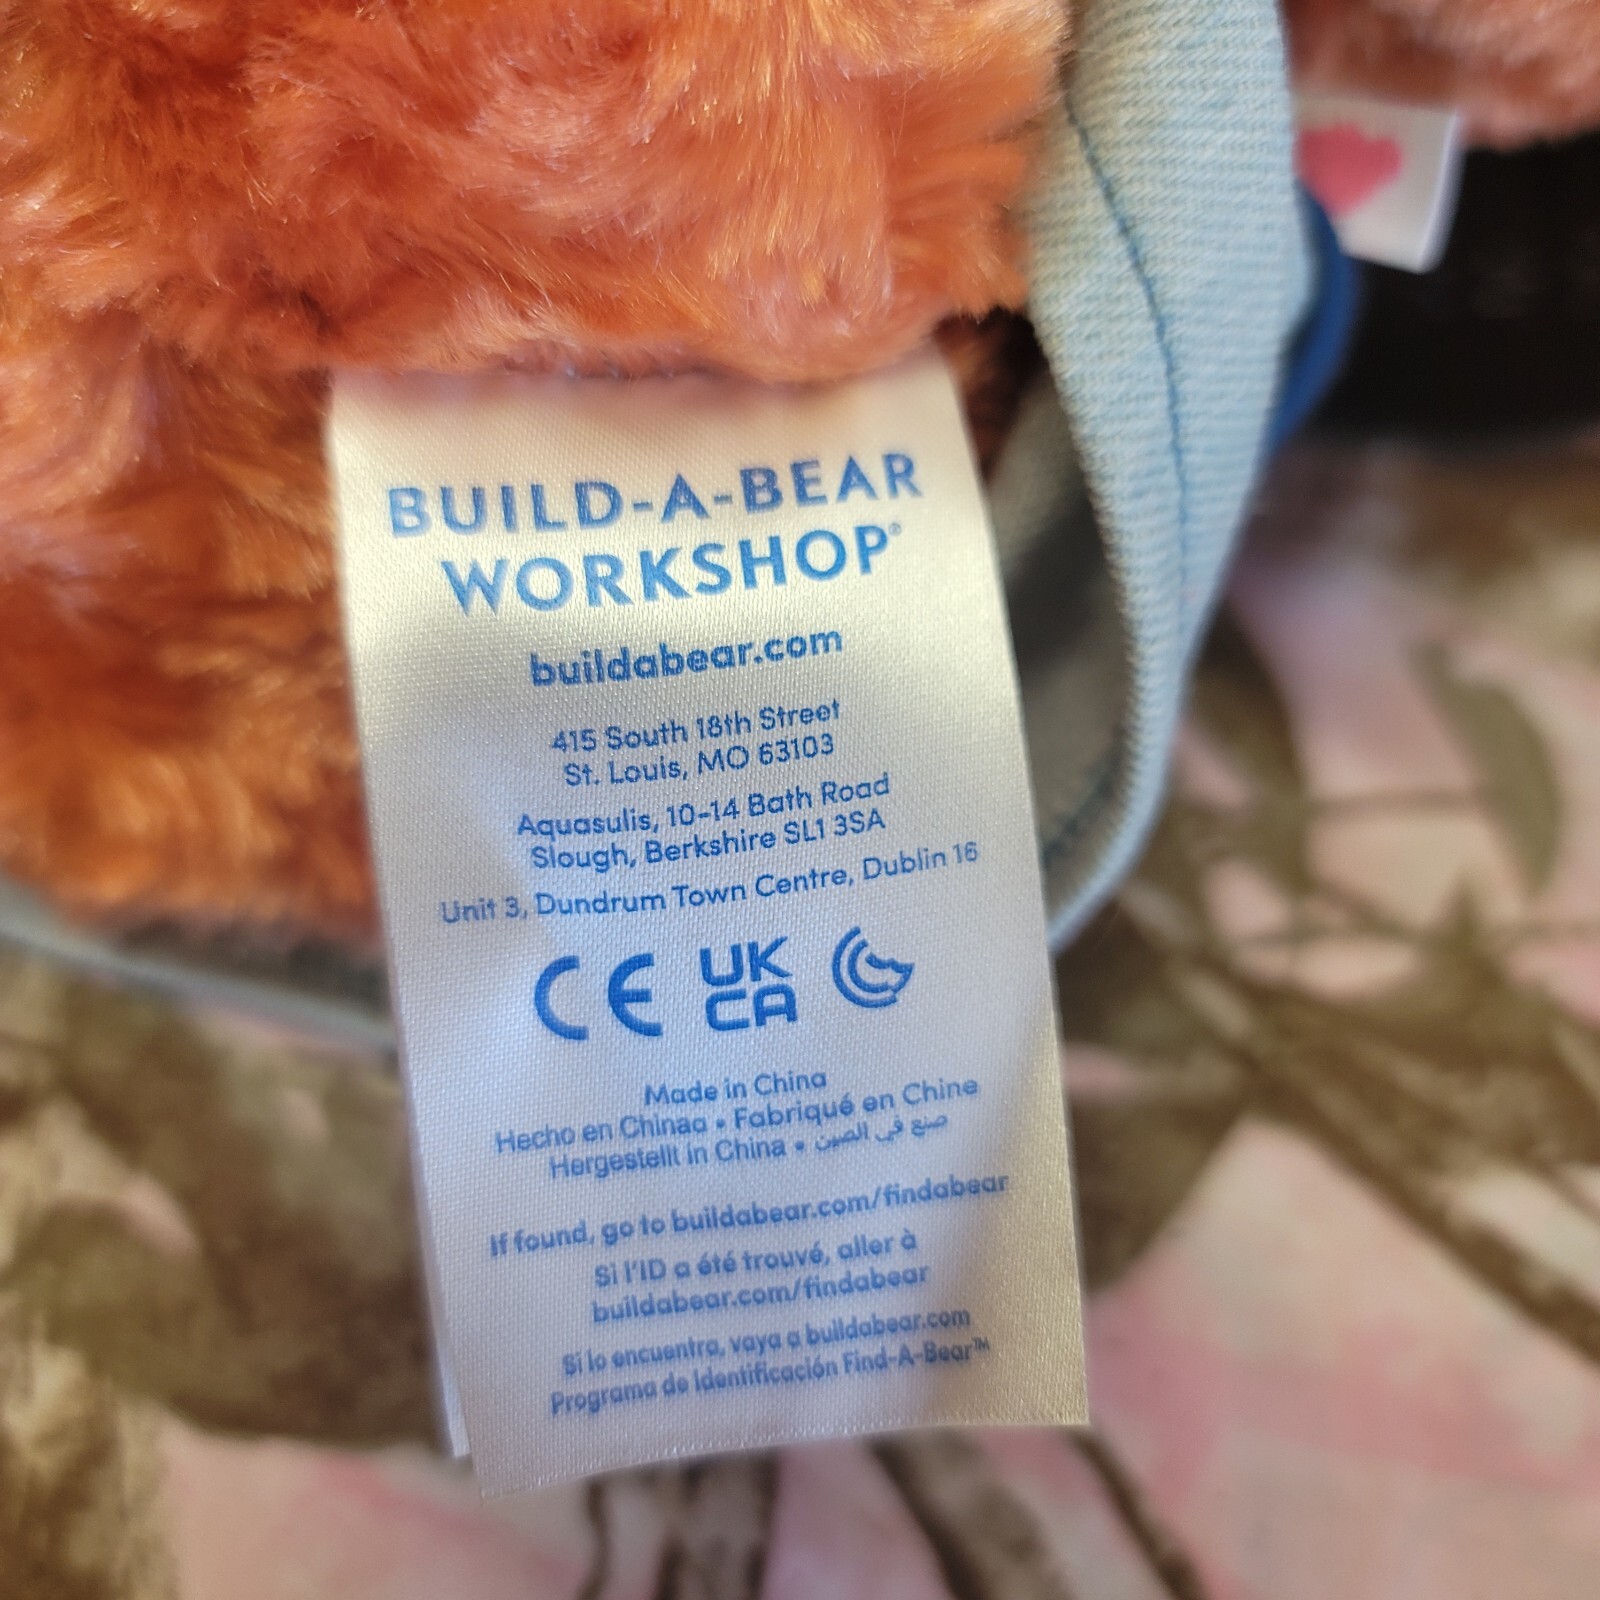 BUILD-A-BEAR
WORKSHOP®
buildabear.com
415 South 18th Street
St. Louis, MO 63103
Aquasulis, 10-14 Bath Road
Slough, Berkshire SL1 3SA
Unit 3, Dundrum Town Centre, Dublin 16
CE UK
CA
Made in China
Hecho en Chinaa • Fabriqué en Chine
Hergestellt in China • صنع في الصين
If found, go to buildabear.com/findabear
Si l'ID a été trouvé, aller à
buildabear.com/findabear
Si lo encuentra, vaya a buildabear.com
Programa de Identificación Find-A-Bear™